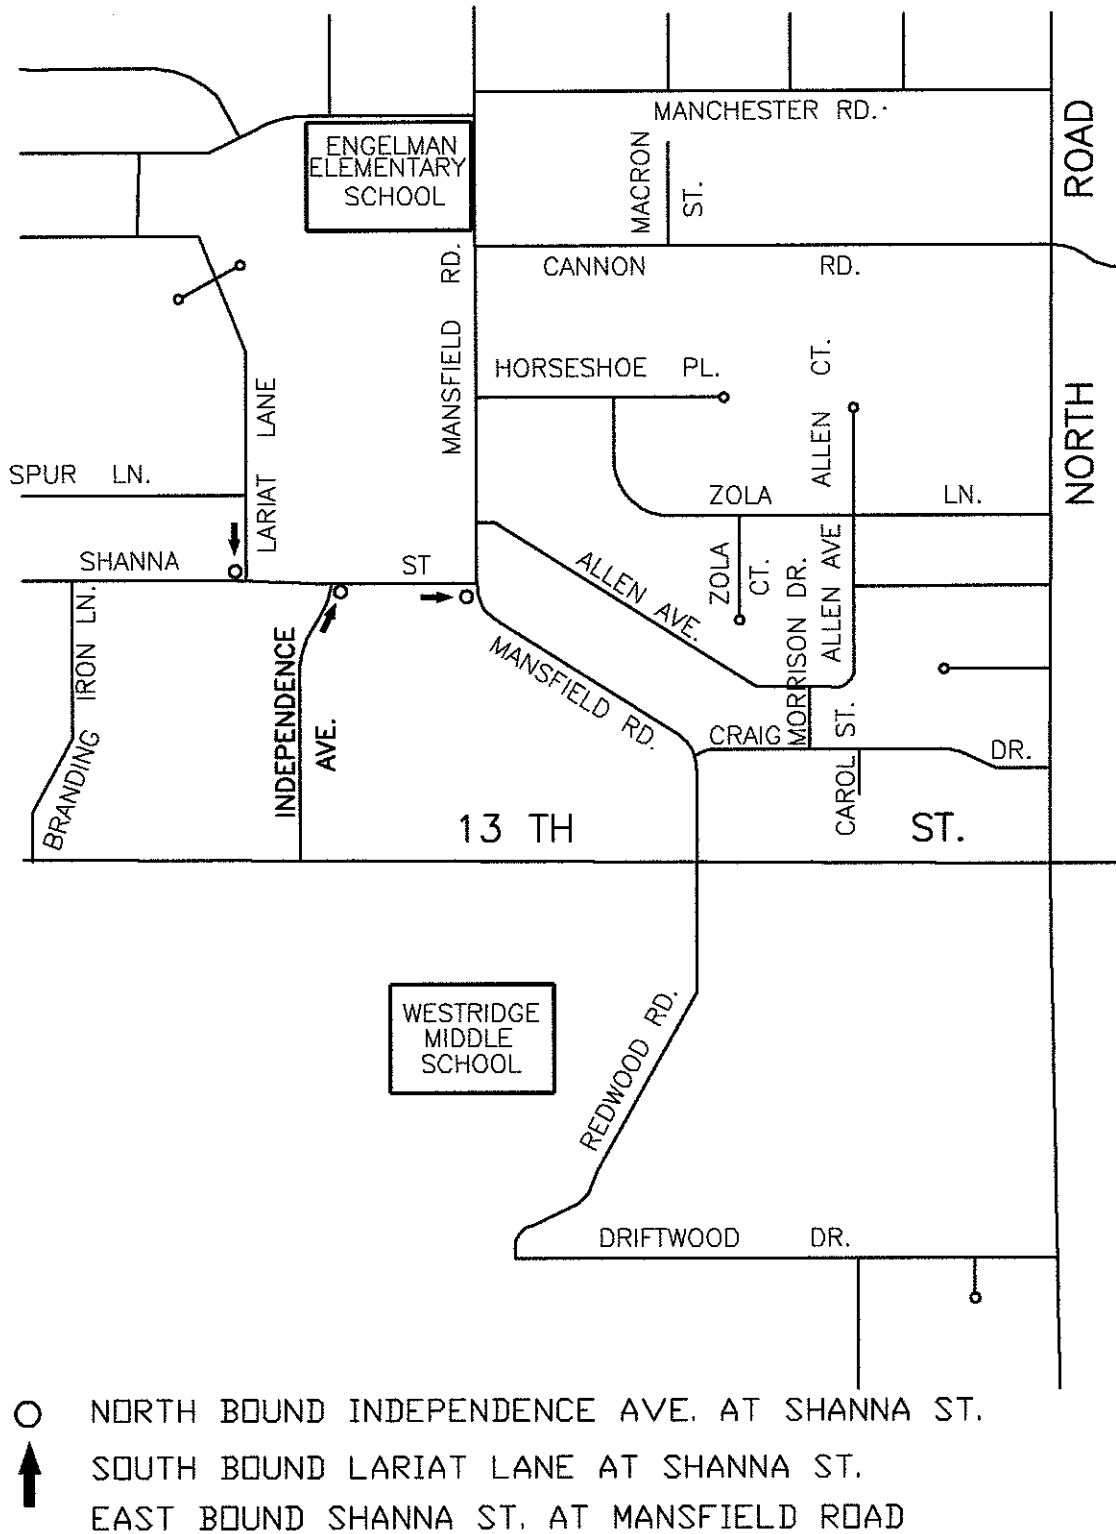 MANCHESTER RD.
ROAD
ENGELMAN
ELEMENTARY
SCHOOL
MACRON
ST.
CANNON RD.
MANSFIELD RD.
HORSESHOE PL.
ALLEN CT.
NORTH
LARIAT LANE
SPUR LN.
ZOLA LN.
SHANNA ST
ALLEN AVE.
ZOLA
CT.
MORRISON DR.
ALLEN AVE
BRANDING IRON LN.
INDEPENDENCE
AVE.
MANSFIELD RD.
CRAIG DR.
CAROL ST.
13 TH ST.
WESTRIDGE
MIDDLE
SCHOOL
REDWOOD RD.
DRIFTWOOD DR.
NORTH BOUND INDEPENDENCE AVE. AT SHANNA ST.
SOUTH BOUND LARIAT LANE AT SHANNA ST.
EAST BOUND SHANNA ST. AT MANSFIELD ROAD